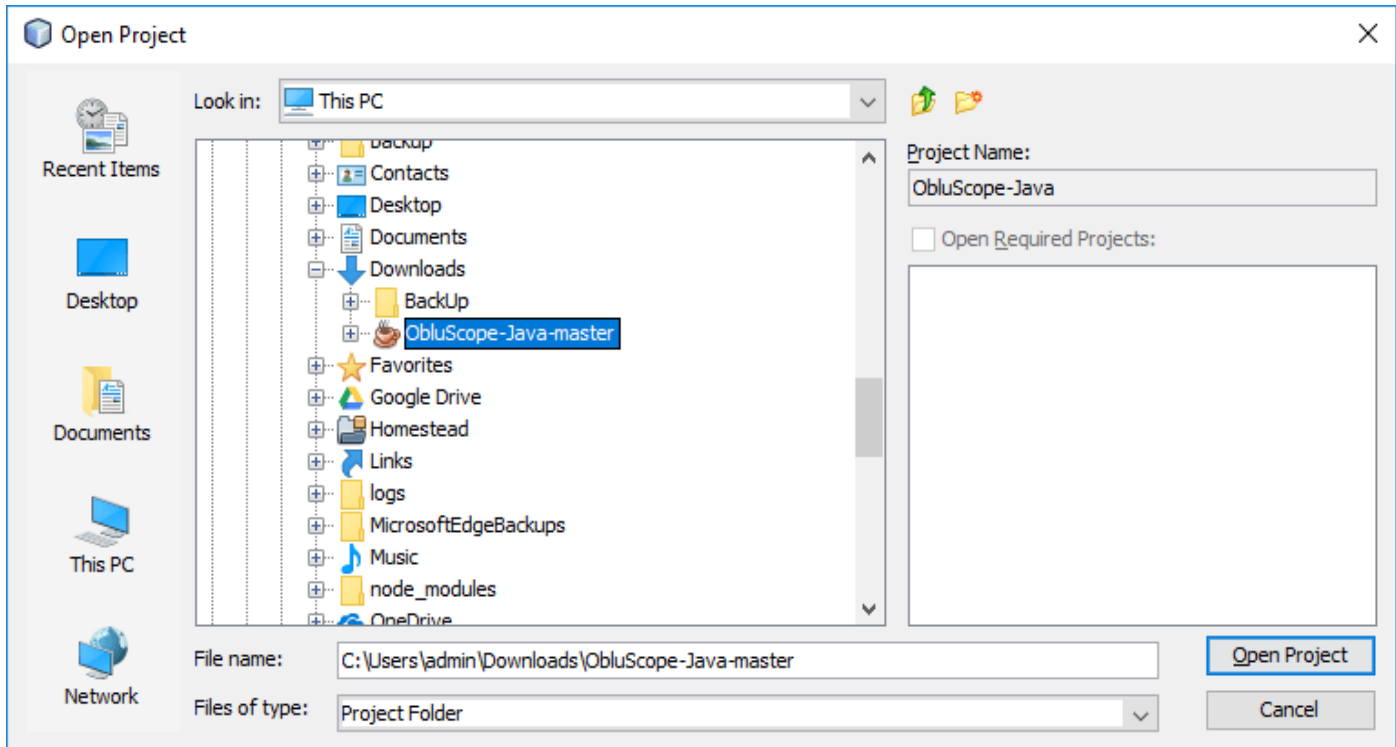 Open Project
Look in: This PC
Recent Items
Desktop
Documents
This PC
Network
Backup
Contacts
Desktop
Documents
Downloads
BackUp
ObluScope-Java-master
Favorites
Google Drive
Homestead
Links
logs
MicrosoftEdgeBackups
Music
node_modules
OneDrive
Project Name:
ObluScope-Java
Open Required Projects:
File name: C:\Users\admin\Downloads\ObluScope-Java-master
Open Project
Files of type: Project Folder
Cancel